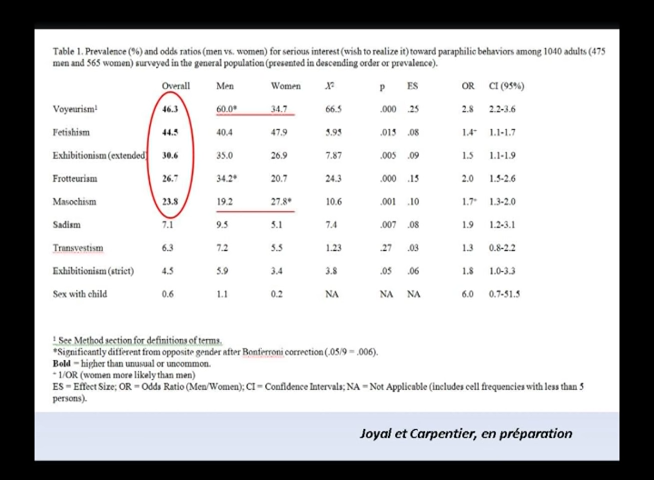 Table 1. Prevalence (%) and odds ratios (men vs. women) for serious interest (wish to realize it) toward paraphilic behaviors among 1040 adults (475
men and 565 women) surveyed in the general population (presented in descending order or prevalence).
Overall Men Women X² p ES OR CI (95%)
Voyeurism¹ 46.3 60.0* 34.7 66.5 .000 .25 2.8 2.2-3.6
Fetishism 44.5 40.4 47.9 5.95 .015 .08 1.4~ 1.1-1.7
Exhibitionism (extended) 30.6 35.0 26.9 7.87 .005 .09 1.5 1.1-1.9
Frotteurism 26.7 34.2* 20.7 24.3 .000 .15 2.0 1.5-2.6
Masochism 23.8 19.2 27.8* 10.6 .001 .10 1.7~ 1.3-2.0
Sadism 7.1 9.5 5.1 7.4 .007 .08 1.9 1.2-3.1
Transvestism 6.3 7.2 5.5 1.23 .27 .03 1.3 0.8-2.2
Exhibitionism (strict) 4.5 5.9 3.4 3.8 .05 .06 1.8 1.0-3.3
Sex with child 0.6 1.1 0.2 NA NA NA 6.0 0.7-51.5
¹ See Method section for definitions of terms.
*Significantly different from opposite gender after Bonferroni correction (.05/9 = .006).
Bold = higher than unusual or uncommon.
~ 1/OR (women more likely than men)
ES = Effect Size; OR = Odds Ratio (Men/Women); CI = Confidence Intervals; NA = Not Applicable (includes cell frequencies with less than 5
persons).
Joyal et Carpentier, en préparation